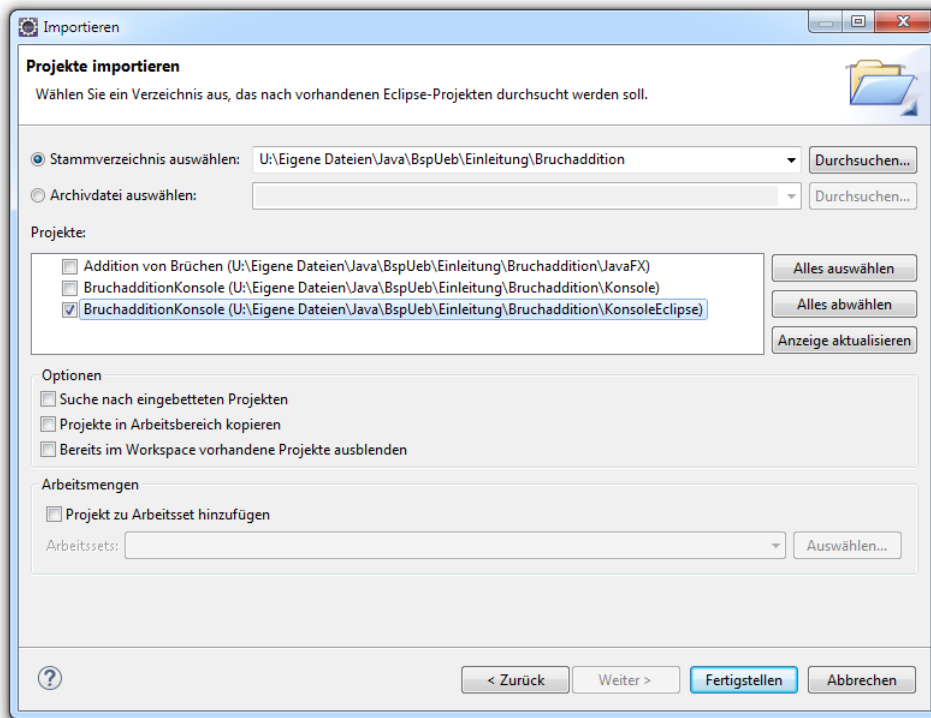 Importieren
Projekte importieren
Wählen Sie ein Verzeichnis aus, das nach vorhandenen Eclipse-Projekten durchsucht werden soll.
Stammverzeichnis auswählen: U:\Eigene Dateien\Java\BspUeb\Einleitung\Bruchaddition Durchsuchen...
Archivdatei auswählen: Durchsuchen...
Projekte:
Addition von Brüchen (U:\Eigene Dateien\Java\BspUeb\Einleitung\Bruchaddition\JavaFX)
BruchadditionKonsole (U:\Eigene Dateien\Java\BspUeb\Einleitung\Bruchaddition\Konsole)
BruchadditionKonsole (U:\Eigene Dateien\Java\BspUeb\Einleitung\Bruchaddition\KonsoleEclipse)
Alles auswählen
Alles abwählen
Anzeige aktualisieren
Optionen
Suche nach eingebetteten Projekten
Projekte in Arbeitsbereich kopieren
Bereits im Workspace vorhandene Projekte ausblenden
Arbeitsmengen
Projekt zu Arbeitsset hinzufügen
Arbeitssets: Auswählen...
? < Zurück Weiter > Fertigstellen Abbrechen